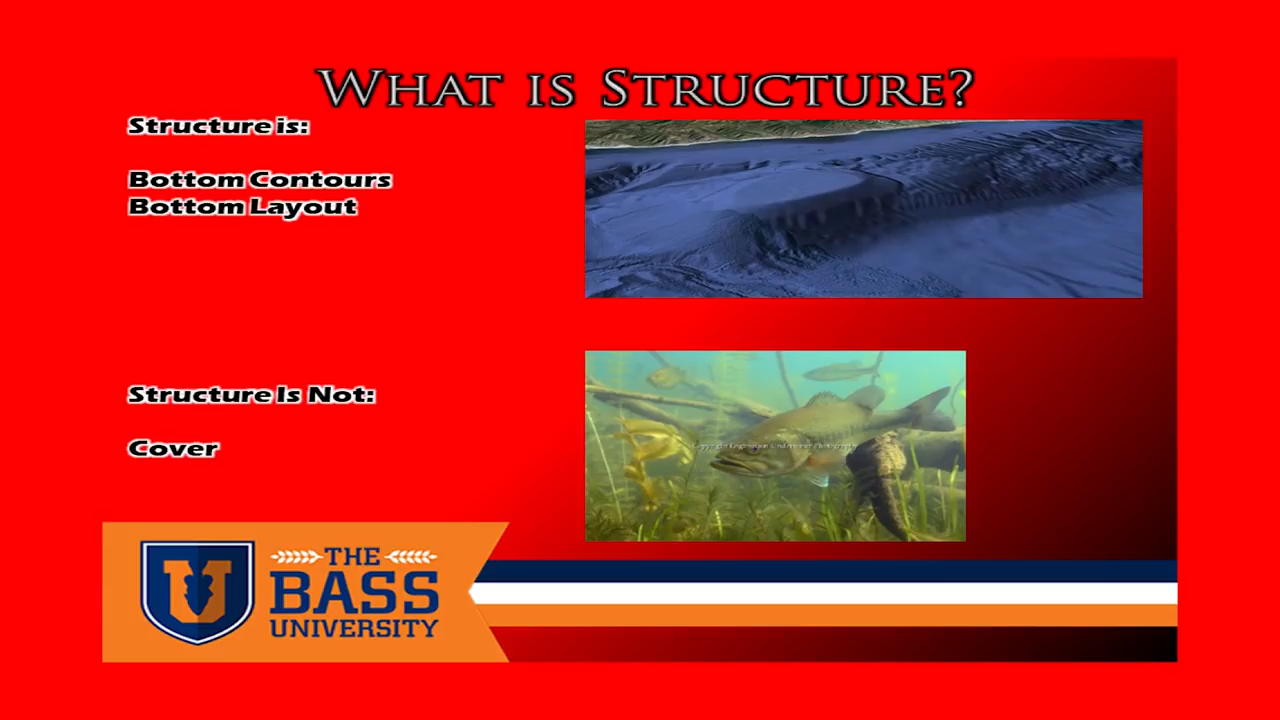 What is Structure?
Structure is:
Bottom Contours
Bottom Layout
Structure Is Not:
Cover
THE
BASS
UNIVERSITY